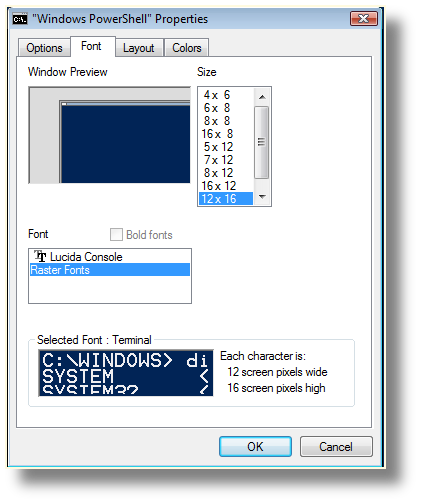 "Windows PowerShell" Properties
Options Font Layout Colors
Window Preview
Size
4 x 6
6 x 8
8 x 8
16 x 8
5 x 12
7 x 12
8 x 12
16 x 12
12 x 16
Font
Bold fonts
Lucida Console
Raster Fonts
Selected Font : Terminal
C:\WINDOWS> di
SYSTEM <
SYSTEM32 <
Each character is:
12 screen pixels wide
16 screen pixels high
OK Cancel